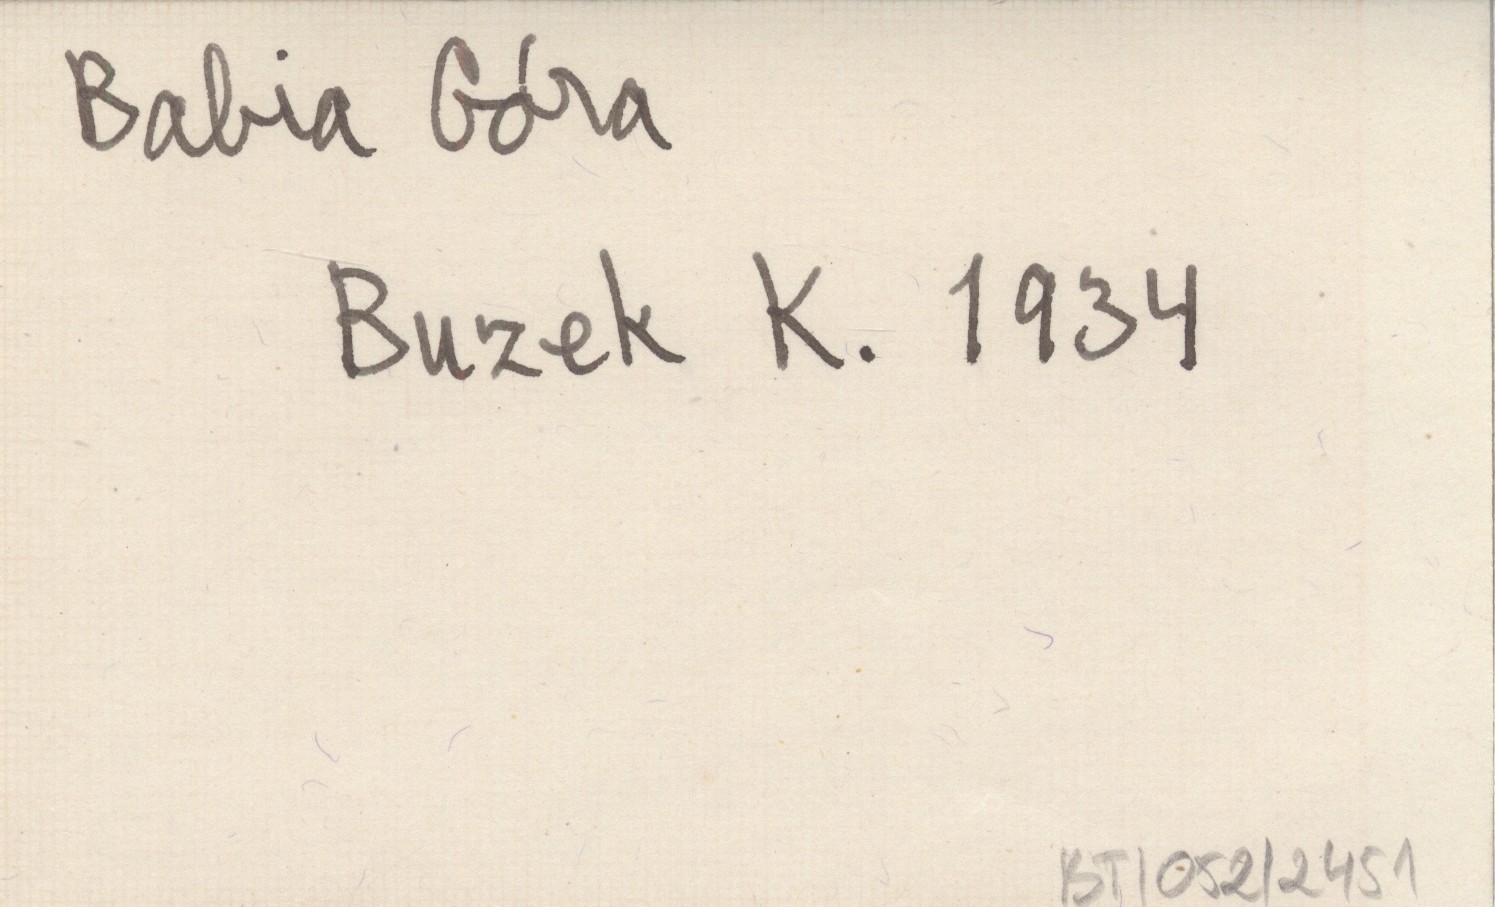 Babia Góra
Buzek K. 1934
BT/052/2451